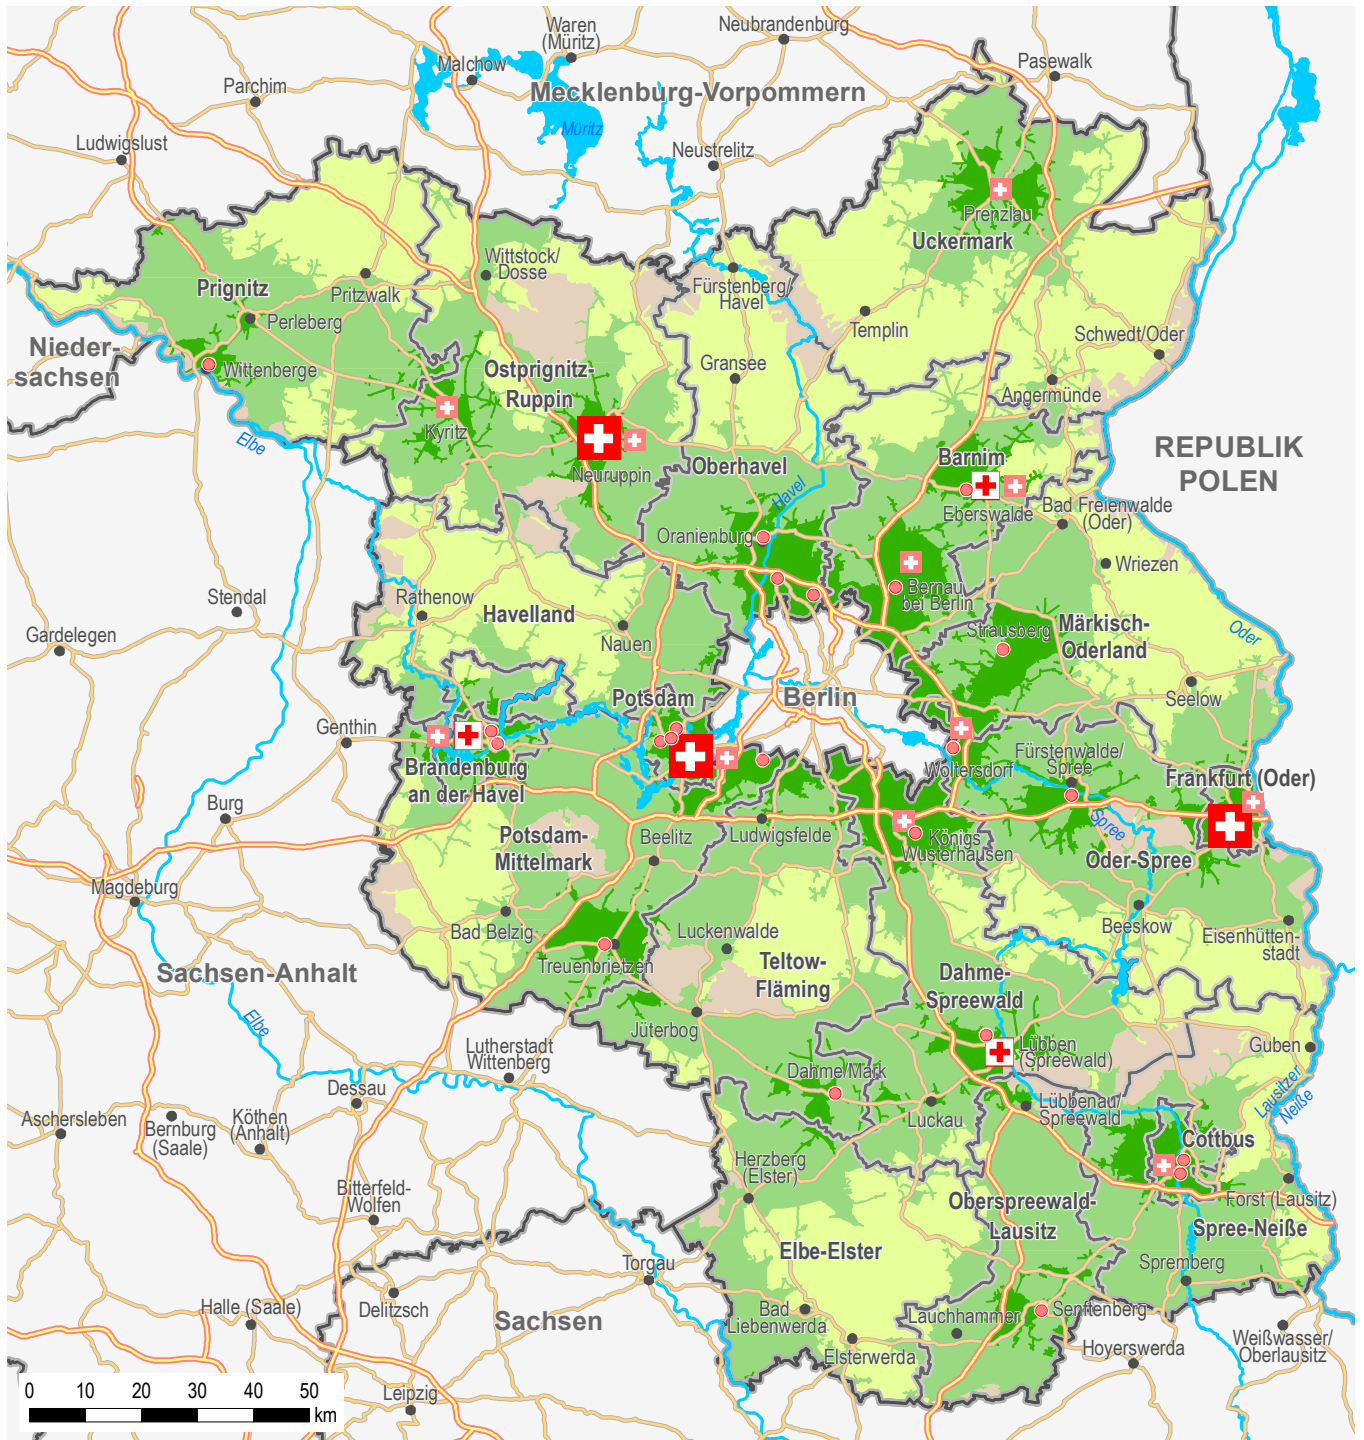 Waren
(Müritz)
Neubrandenburg
Malchow
Pasewalk
Parchim
Mecklenburg-Vorpommern
Müritz
Ludwigslust
Neustrelitz
Prenzlau
Uckermark
Wittstock/
Dosse
Prignitz
Pritzwalk
Fürstenberg/
Havel
Perleberg
Templin
Schwedt/Oder
Nieder-
sachsen
Wittenberge
Ostprignitz-
Ruppin
Gransee
Angermünde
Kyritz
Elbe
REPUBLIK
POLEN
Neuruppin
Oberhavel
Barnim
Havel
Eberswalde
Bad Freienwalde
(Oder)
Oranienburg
Wriezen
Stendal
Rathenow
Havelland
Bernau
bei Berlin
Gardelegen
Nauen
Strausberg
Märkisch-
Oderland
Oder
Seelow
Potsdam
Berlin
Genthin
Brandenburg
an der Havel
Woltersdorf
Fürstenwalde/
Spree
Frankfurt (Oder)
Burg
Potsdam-
Mittelmark
Beelitz
Ludwigsfelde
Königs
Wusterhausen
Spree
Oder-Spree
Magdeburg
Bad Belzig
Luckenwalde
Beeskow
Eisenhütten-
stadt
Sachsen-Anhalt
Treuenbrietzen
Teltow-
Fläming
Dahme-
Spreewald
Elbe
Jüterbog
Lutherstadt
Wittenberg
Lübben
(Spreewald)
Guben
Dessau
Dahme/Mark
Lausitzer
Neiße
Aschersleben
Bernburg
(Saale)
Köthen
(Anhalt)
Luckau
Lübbenau/
Spreewald
Cottbus
Herzberg
(Elster)
Bitterfeld-
Wolfen
Oberspreewald-
Lausitz
Forst (Lausitz)
Spree-Neiße
Elbe-Elster
Torgau
Spremberg
Halle (Saale)
Delitzsch
Sachsen
Bad
Liebenwerda
Lauchhammer
Senftenberg
Elsterwerda
Hoyerswerda
Weißwasser/
Oberlausitz
Leipzig
0 10 20 30 40 50
km